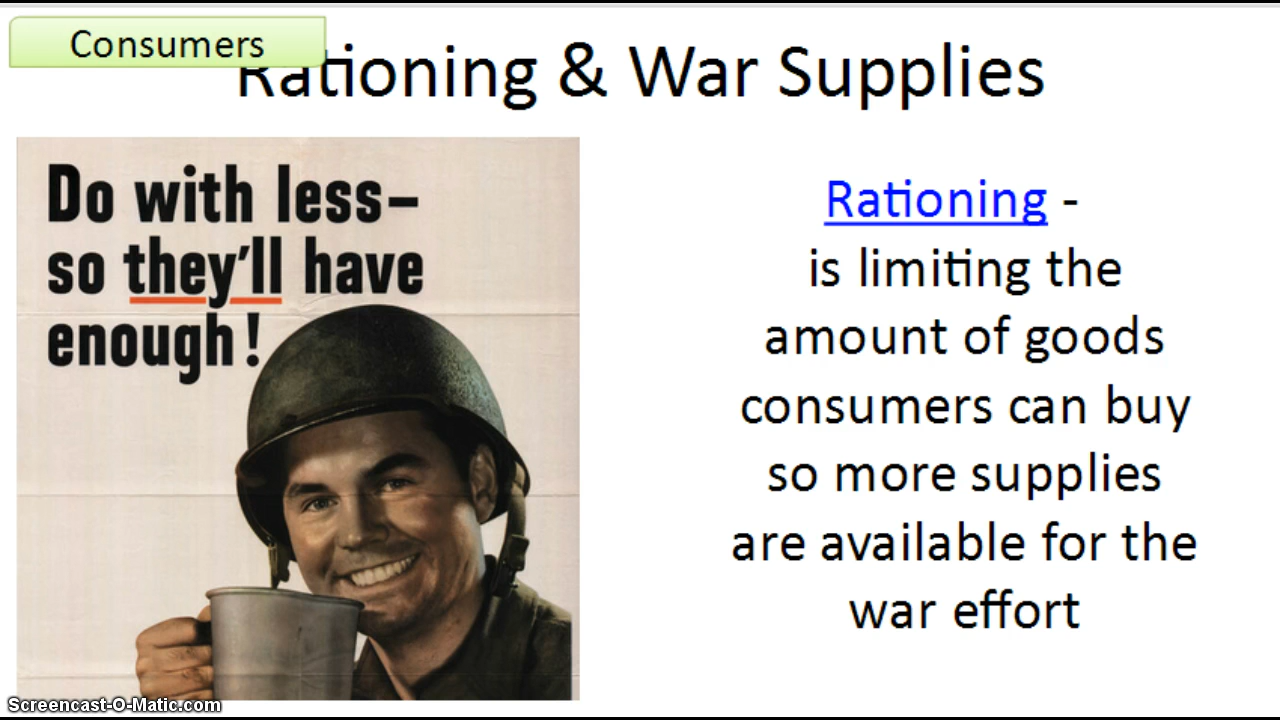 Consumers
Rationing & War Supplies
Do with less–
so they'll have
enough!
Rationing -
is limiting the
amount of goods
consumers can buy
so more supplies
are available for the
war effort
Screencast-O-Matic.com